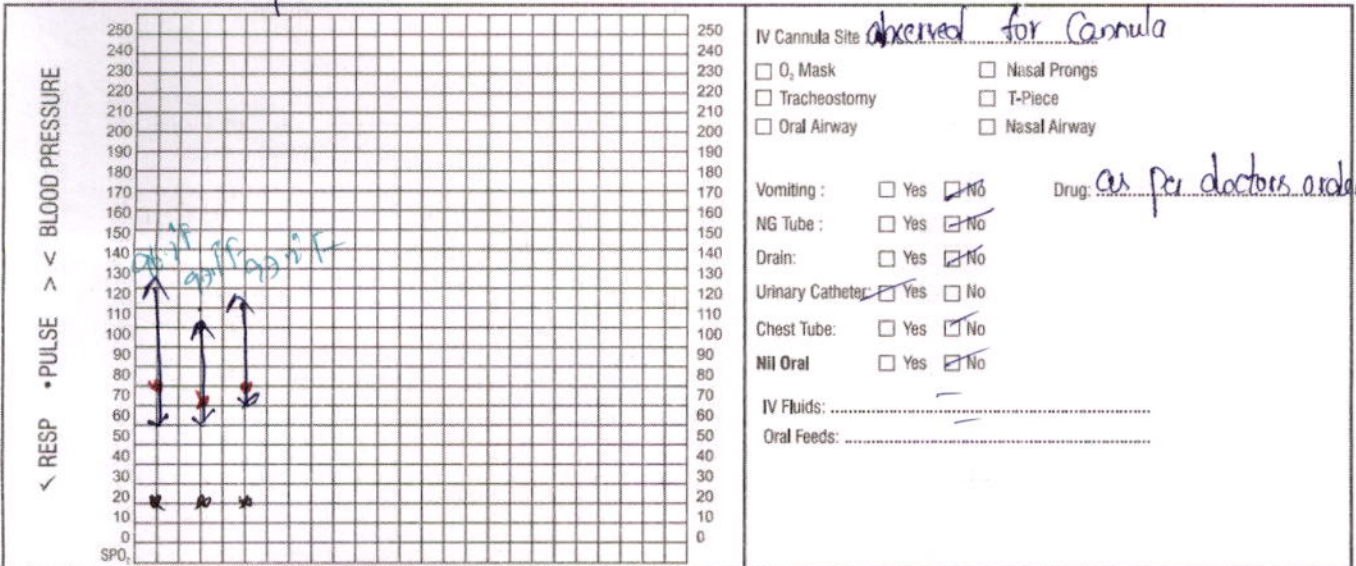 < RESP • PULSE > < BLOOD PRESSURE
250 250
240 240
230 230
220 220
210 210
200 200
190 190
180 180
170 170
160 160
150 150
140 140
130 130
120 120
110 110
100 100
90 90
80 80
70 70
60 60
50 50
40 40
30 30
20 20
10 10
0 0
SPO₂
IV Cannula Site observed for Cannula
O₂ Mask Nasal Prongs
Tracheostomy T-Piece
Oral Airway Nasal Airway
Vomiting : Yes No Drug: as per doctors orde
NG Tube : Yes No
Drain: Yes No
Urinary Catheter: Yes No
Chest Tube: Yes No
Nil Oral Yes No
IV Fluids: –
Oral Feeds: –